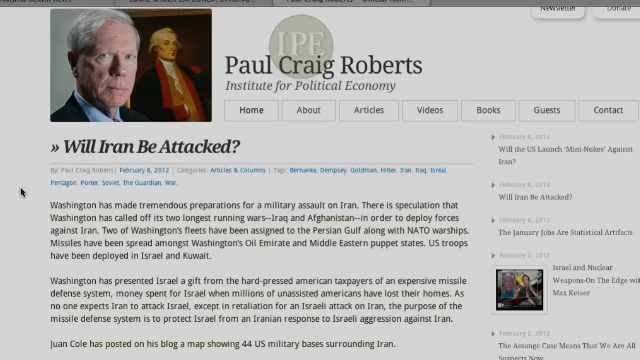 Newsletter
Donate
IPE
Paul Craig Roberts
Institute for Political Economy
Home
About
Articles
Videos
Books
Guests
Contact
» Will Iran Be Attacked?
By: Paul Craig Roberts| February 6, 2012 | Categories: Articles & Columns | Tags: Bernanke, Dempsey, Goldman, Hitler, Iran, Iraq, Isreal,
Pentagon, Porter, Soviet, The Guardian, War,
Washington has made tremendous preparations for a military assault on Iran. There is speculation that
Washington has called off its two longest running wars--Iraq and Afghanistan--in order to deploy forces
against Iran. Two of Washington's fleets have been assigned to the Persian Gulf along with NATO warships.
Missiles have been spread amongst Washington's Oil Emirate and Middle Eastern puppet states. US troops
have been deployed in Israel and Kuwait.
Washington has presented Israel a gift from the hard-pressed american taxpayers of an expensive missile
defense system, money spent for Israel when millions of unassisted americans have lost their homes. As
no one expects Iran to attack Israel, except in retaliation for an Israeli attack on Iran, the purpose of the
missile defense system is to protect Israel from an Iranian response to Israeli aggression against Iran.
Juan Cole has posted on his blog a map showing 44 US military bases surrounding Iran.
February 6, 2012
Will the US Launch 'Mini-Nukes' Against
Iran?
February 6, 2012
Will Iran Be Attacked?
February 6, 2012
The January Jobs Are Statistical Artifacts
February 2, 2012
Israel and Nuclear
Weapons-On The Edge wit
Max Keiser
February 2, 2012
The Assange Case Means That We Are All
Suspects Now